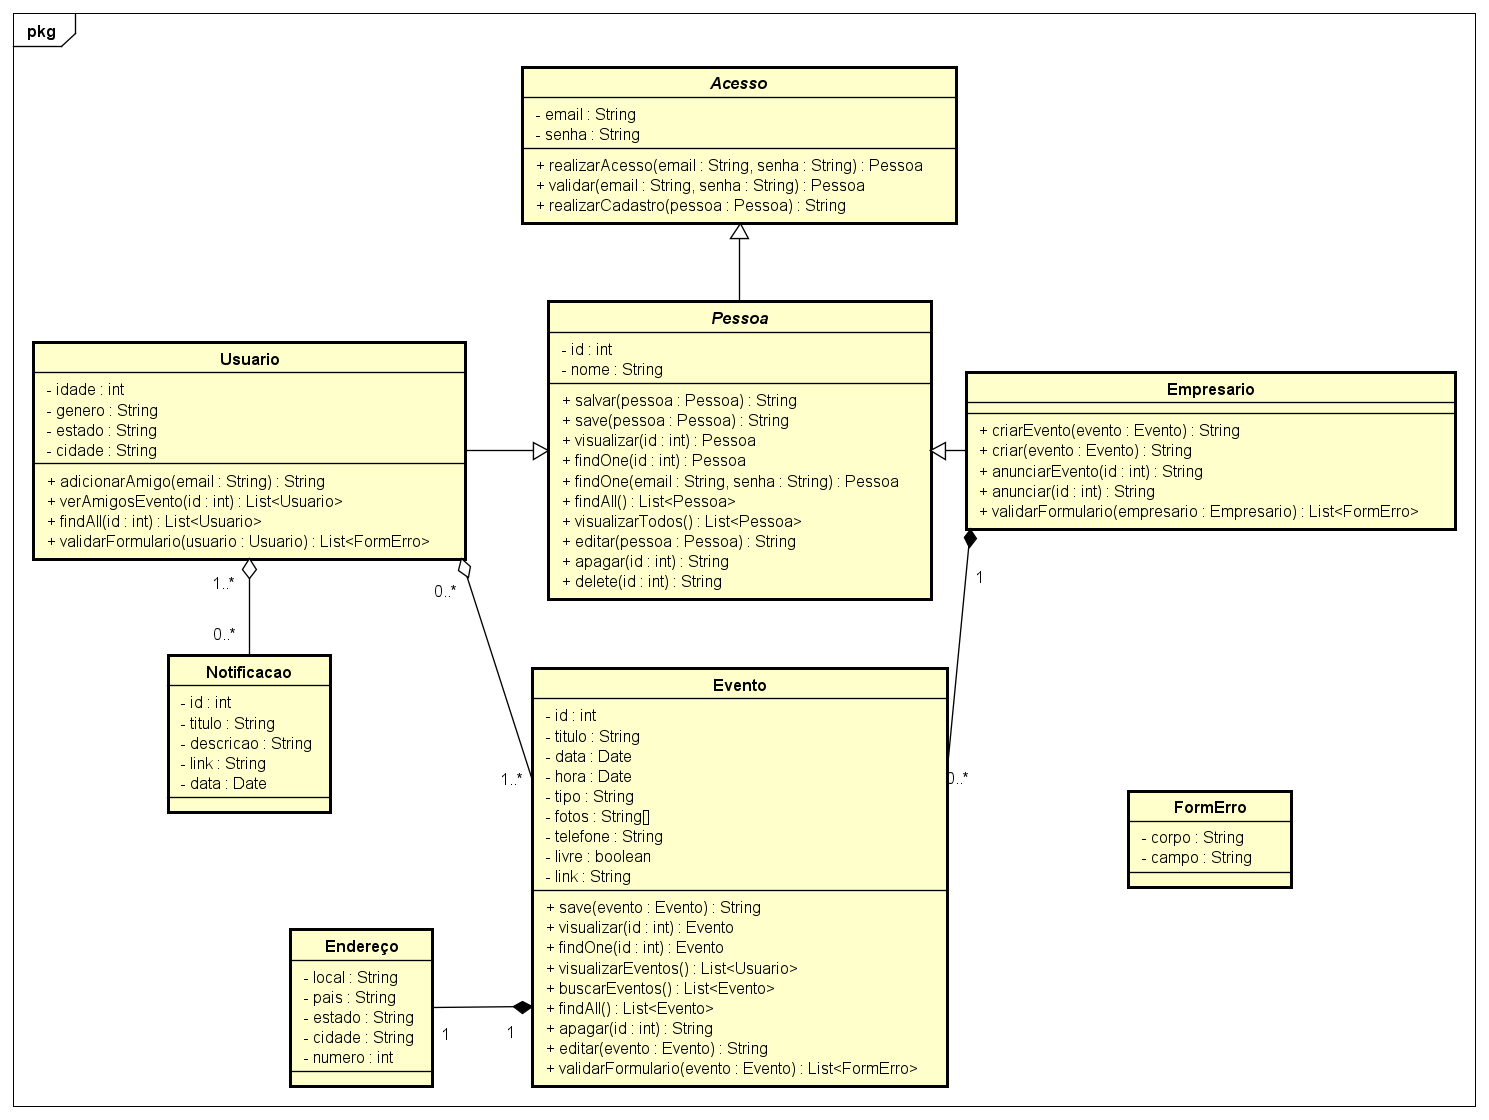 pkg
Acesso
- email : String
- senha : String
+ realizarAcesso(email : String, senha : String) : Pessoa
+ validar(email : String, senha : String) : Pessoa
+ realizarCadastro(pessoa : Pessoa) : String
Pessoa
- id : int
- nome : String
+ salvar(pessoa : Pessoa) : String
+ save(pessoa : Pessoa) : String
+ visualizar(id : int) : Pessoa
+ findOne(id : int) : Pessoa
+ findOne(email : String, senha : String) : Pessoa
+ findAll() : List<Pessoa>
+ visualizarTodos() : List<Pessoa>
+ editar(pessoa : Pessoa) : String
+ apagar(id : int) : String
+ delete(id : int) : String
Usuario
- idade : int
- genero : String
- estado : String
- cidade : String
+ adicionarAmigo(email : String) : String
+ verAmigosEvento(id : int) : List<Usuario>
+ findAll(id : int) : List<Usuario>
+ validarFormulario(usuario : Usuario) : List<FormErro>
Empresario
+ criarEvento(evento : Evento) : String
+ criar(evento : Evento) : String
+ anunciarEvento(id : int) : String
+ anunciar(id : int) : String
+ validarFormulario(empresario : Empresario) : List<FormErro>
1..*
0..*
0..*
1..*
1
0..*
Notificacao
- id : int
- titulo : String
- descricao : String
- link : String
- data : Date
Evento
- id : int
- titulo : String
- data : Date
- hora : Date
- tipo : String
- fotos : String[]
- telefone : String
- livre : boolean
- link : String
+ save(evento : Evento) : String
+ visualizar(id : int) : Evento
+ findOne(id : int) : Evento
+ visualizarEventos() : List<Usuario>
+ buscarEventos() : List<Evento>
+ findAll() : List<Evento>
+ apagar(id : int) : String
+ editar(evento : Evento) : String
+ validarFormulario(evento : Evento) : List<FormErro>
FormErro
- corpo : String
- campo : String
Endereço
- local : String
- pais : String
- estado : String
- cidade : String
- numero : int
1
1